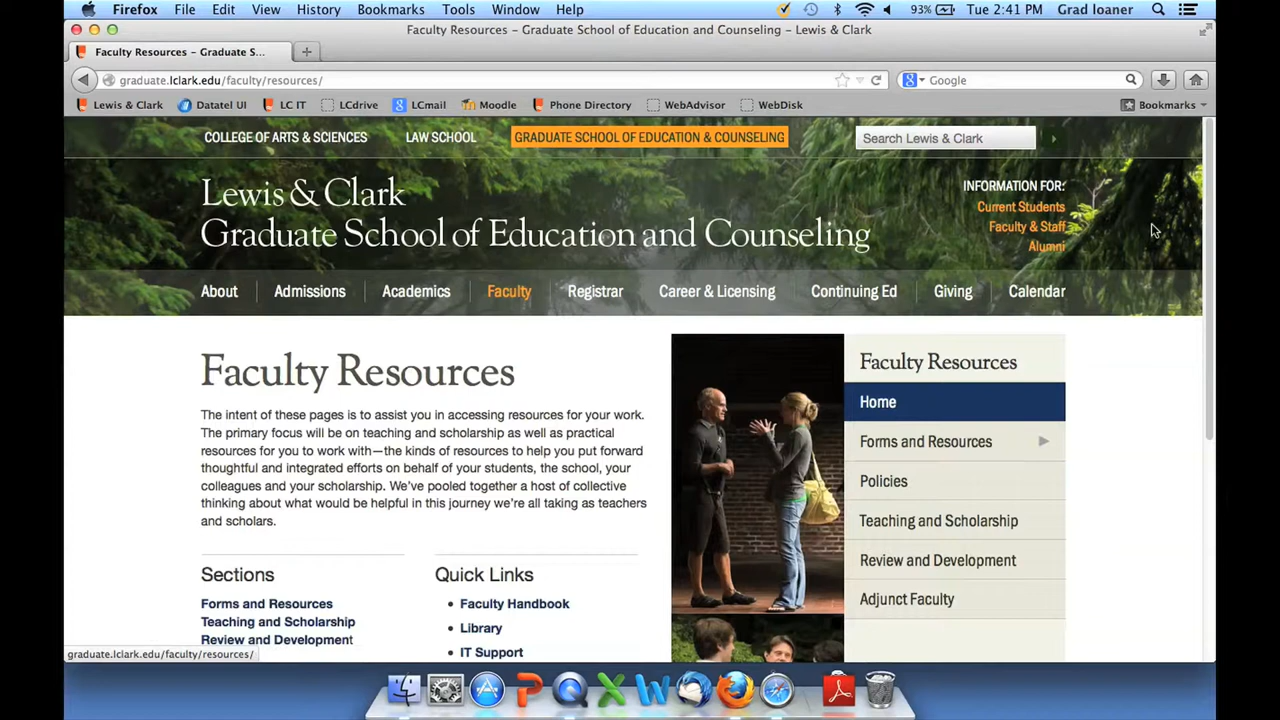 Firefox File Edit View History Bookmarks Tools Window Help 93% Tue 2:41 PM Grad loaner
Faculty Resources – Graduate School of Education and Counseling – Lewis & Clark
Faculty Resources – Graduate S...
graduate.lclark.edu/faculty/resources/ Google
Lewis & Clark Datatel UI LC IT LCdrive LCmail Moodle Phone Directory WebAdvisor WebDisk Bookmarks
COLLEGE OF ARTS & SCIENCES LAW SCHOOL GRADUATE SCHOOL OF EDUCATION & COUNSELING Search Lewis & Clark
Lewis & Clark
Graduate School of Education and Counseling
INFORMATION FOR:
Current Students
Faculty & Staff
Alumni
About Admissions Academics Faculty Registrar Career & Licensing Continuing Ed Giving Calendar
Faculty Resources
The intent of these pages is to assist you in accessing resources for your work.
The primary focus will be on teaching and scholarship as well as practical
resources for you to work with—the kinds of resources to help you put forward
thoughtful and integrated efforts on behalf of your students, the school, your
colleagues and your scholarship. We've pooled together a host of collective
thinking about what would be helpful in this journey we're all taking as teachers
and scholars.
Sections
Forms and Resources
Teaching and Scholarship
Review and Development
Quick Links
• Faculty Handbook
• Library
• IT Support
Faculty Resources
Home
Forms and Resources
Policies
Teaching and Scholarship
Review and Development
Adjunct Faculty
graduate.lclark.edu/faculty/resources/